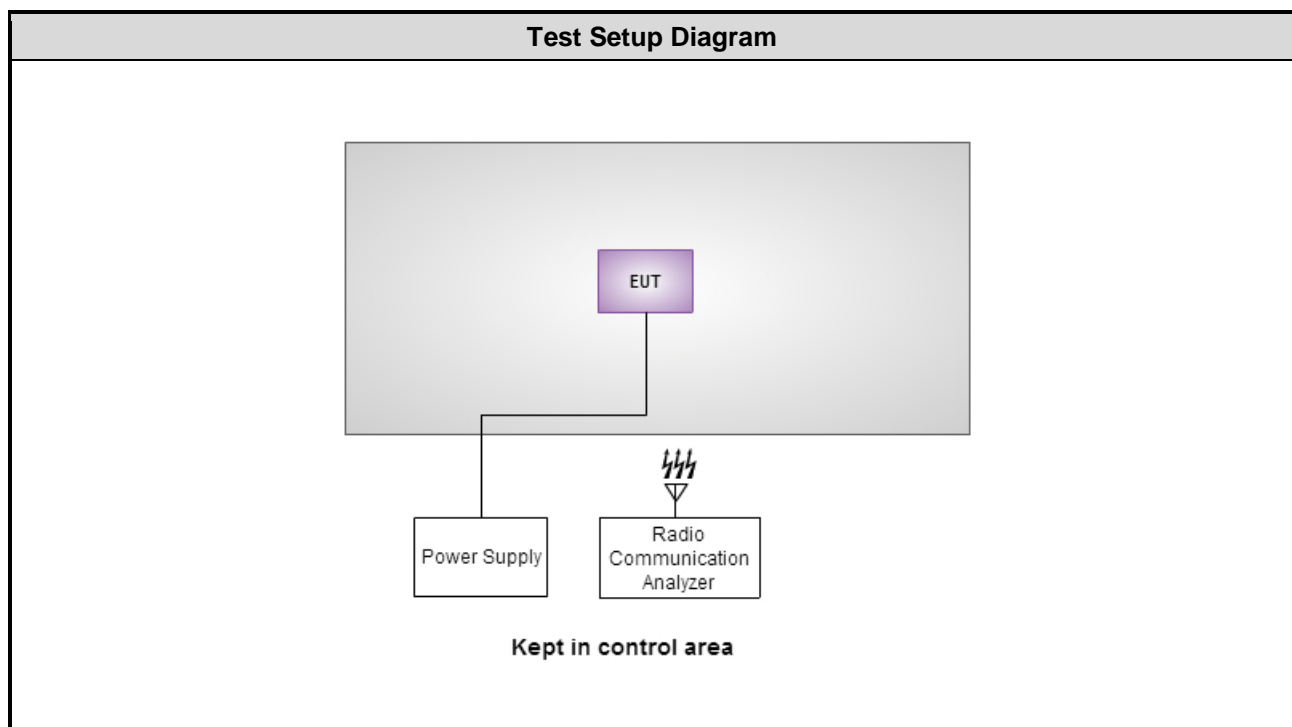 Test Setup Diagram
EUT
Power Supply
Radio
Communication
Analyzer
Kept in control area